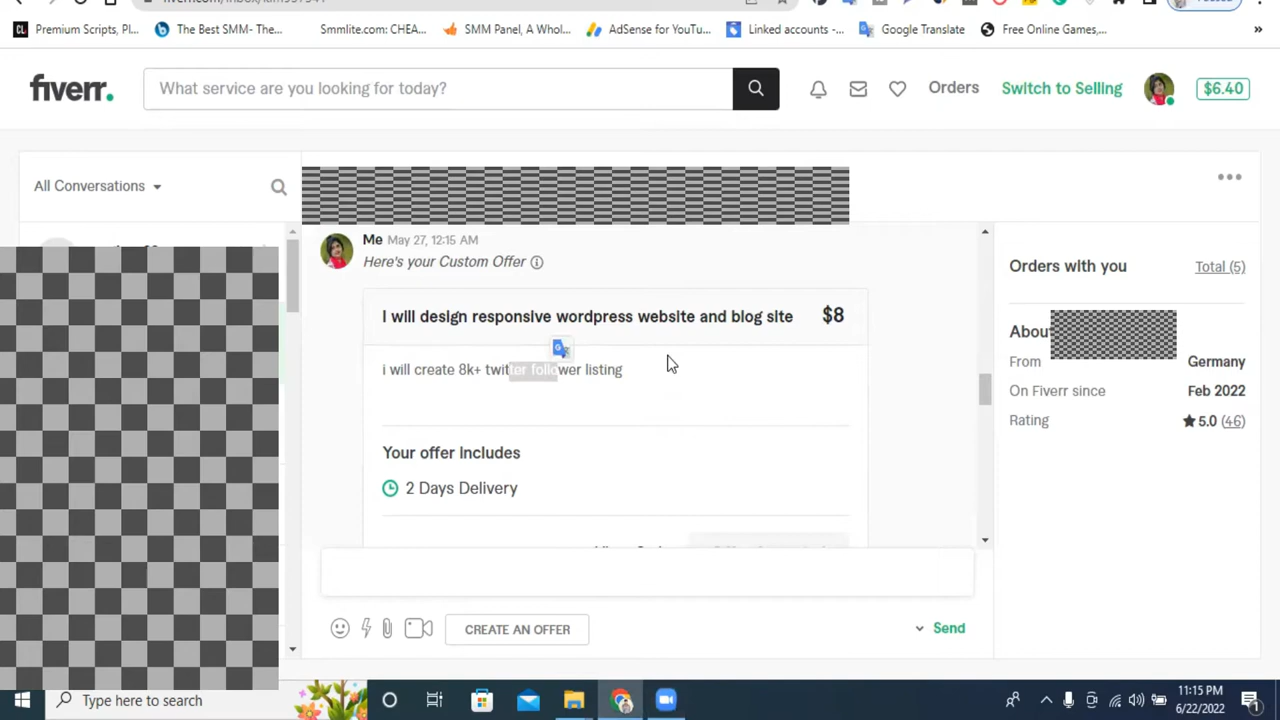 Premium Scripts, Pl... The Best SMM- The... Smmlite.com: CHEA... SMM Panel, A Whol... AdSense for YouTu... Linked accounts -... Google Translate Free Online Games,... »
fiverr. What service are you looking for today? Orders Switch to Selling $6.40
All Conversations
Me May 27, 12:15 AM
Here's your Custom Offer
I will design responsive wordpress website and blog site $8
i will create 8k+ twitter follower listing
Your offer includes
2 Days Delivery
CREATE AN OFFER Send
Orders with you Total (5)
About
From Germany
On Fiverr since Feb 2022
Rating 5.0 (46)
Type here to search
11:15 PM
6/22/2022
1